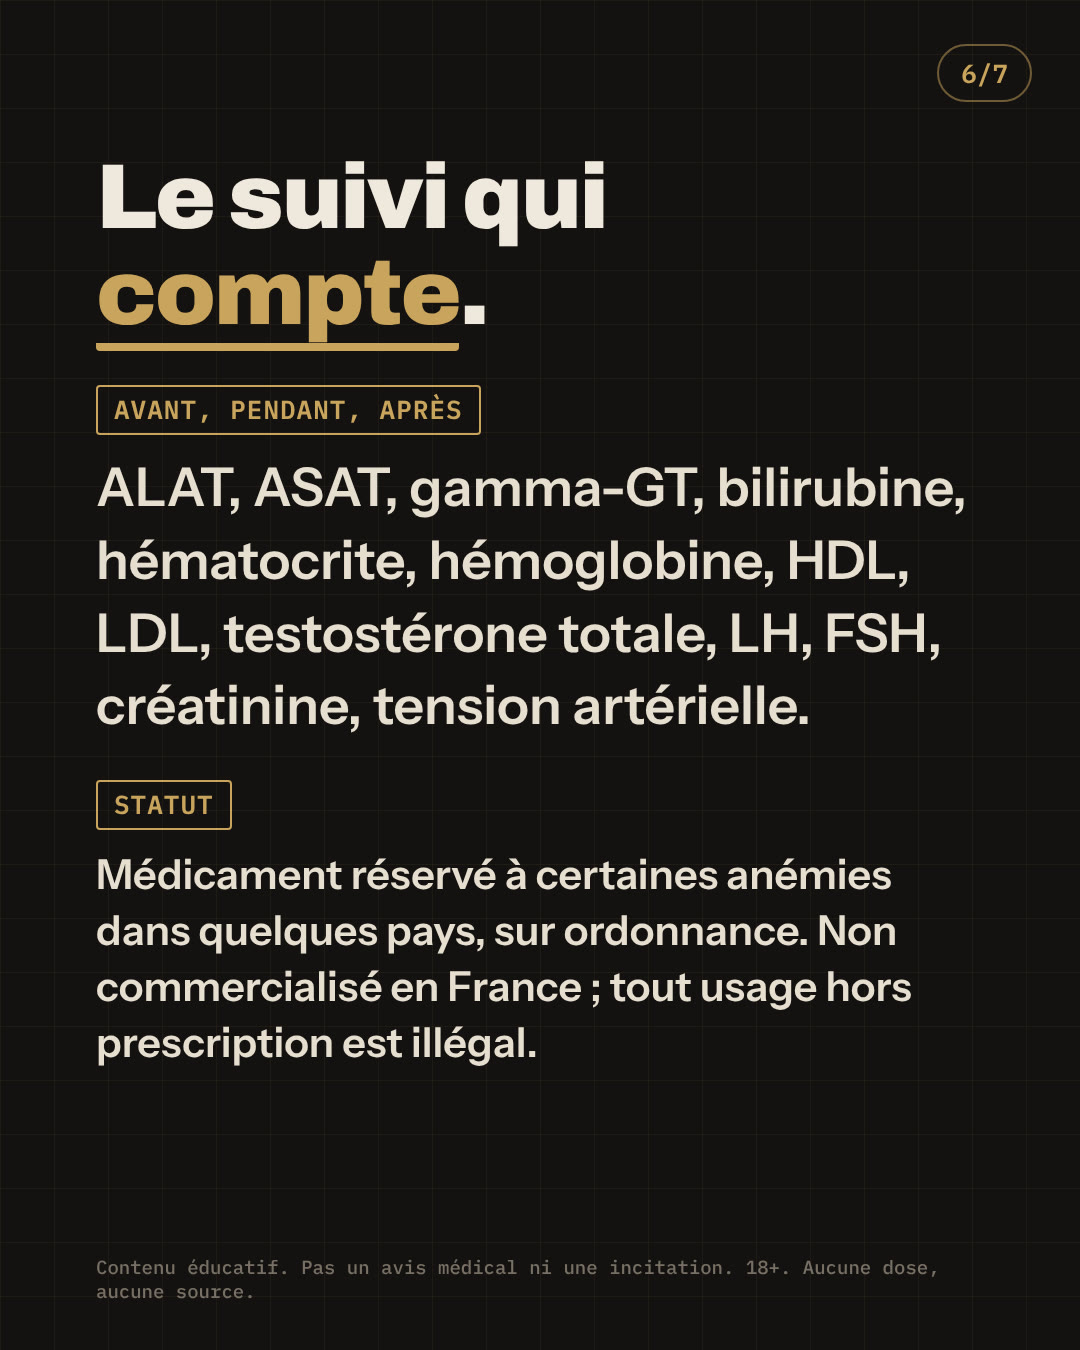 6/7
Le suivi qui
compte.
AVANT, PENDANT, APRÈS
ALAT, ASAT, gamma-GT, bilirubine,
hématocrite, hémoglobine, HDL,
LDL, testostérone totale, LH, FSH,
créatinine, tension artérielle.
STATUT
Médicament réservé à certaines anémies
dans quelques pays, sur ordonnance. Non
commercialisé en France ; tout usage hors
prescription est illégal.
Contenu éducatif. Pas un avis médical ni une incitation. 18+. Aucune dose,
aucune source.